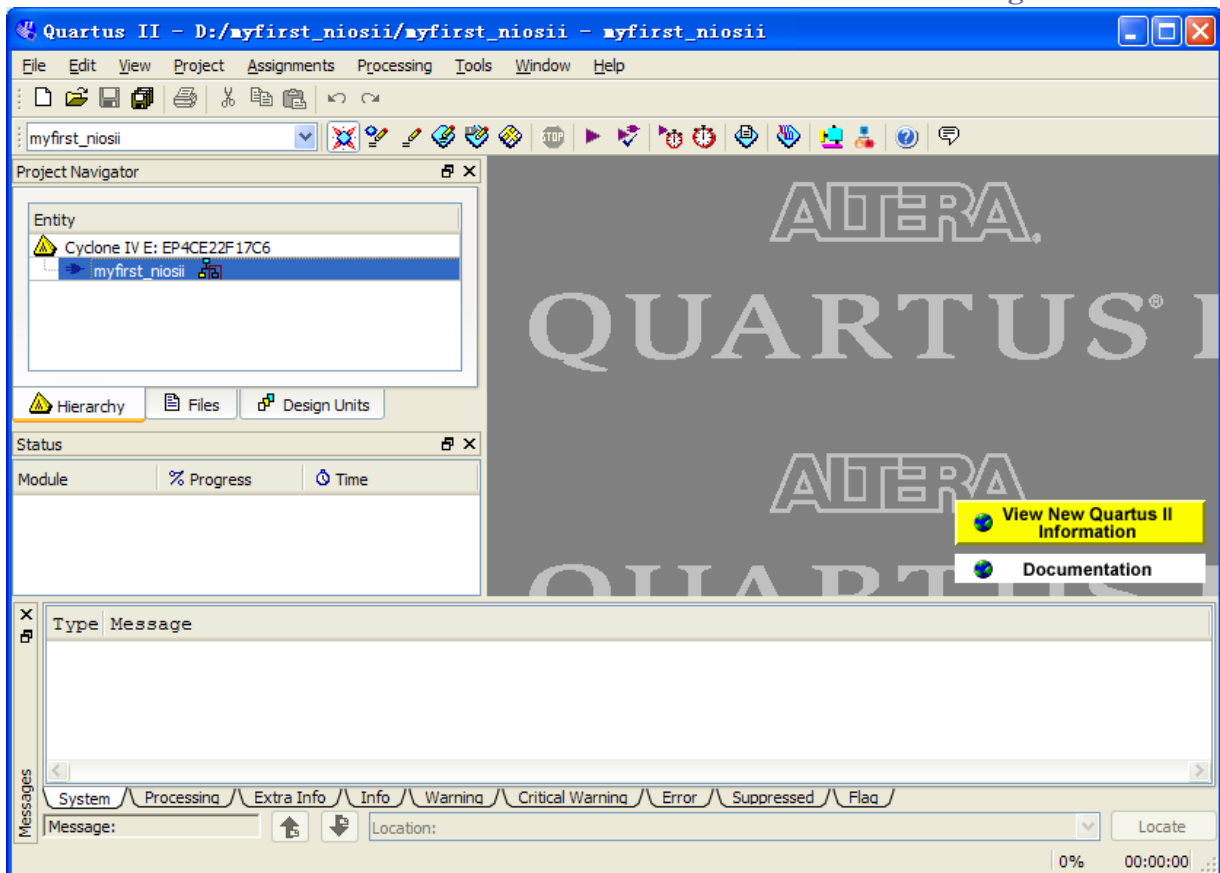 Quartus II - D:/myfirst_niosii/myfirst_niosii - myfirst_niosii
File Edit View Project Assignments Processing Tools Window Help
myfirst_niosii
STOP
Project Navigator
Entity
Cyclone IV E: EP4CE22F17C6
myfirst_niosii
Hierarchy Files Design Units
Status
Module % Progress Time
ALTERA.
QUARTUS® I
ALTERA
QUARTUS I
View New Quartus II
Information
Documentation
Type Message
Messages
System Processing Extra Info Info Warning Critical Warning Error Suppressed Flag
Message: Location: Locate
0% 00:00:00